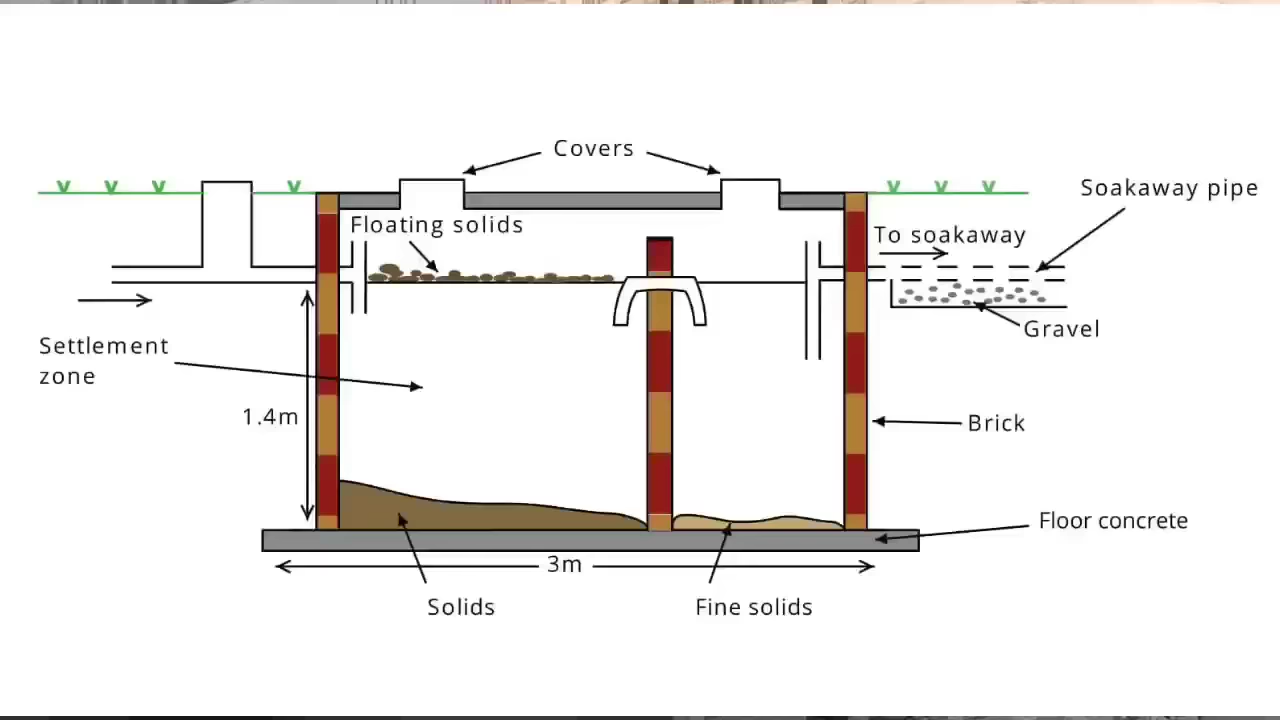 Covers
Soakaway pipe
Floating solids
To soakaway
Gravel
Settlement
zone
1.4m
Brick
Floor concrete
3m
Solids
Fine solids